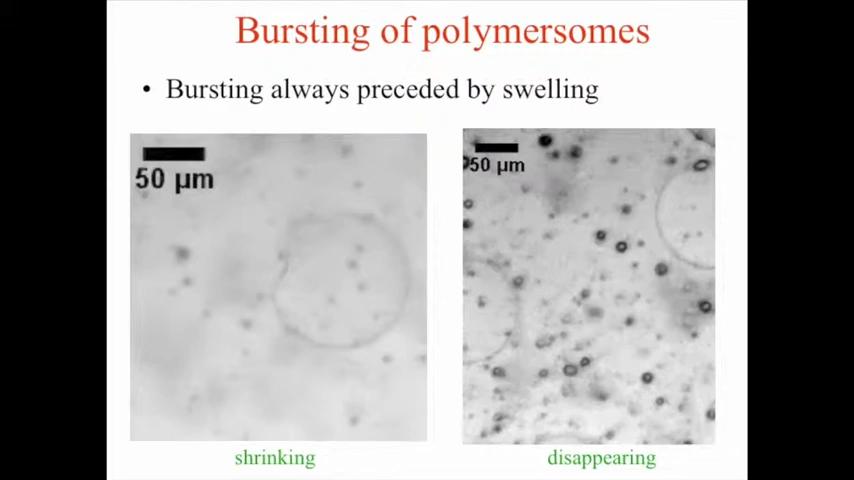 Bursting of polymersomes
• Bursting always preceded by swelling
50 µm
50 µm
shrinking
disappearing